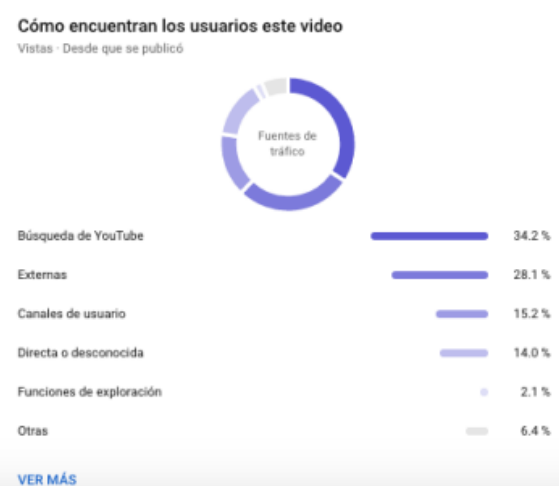 Cómo encuentran los usuarios este video
Vistas · Desde que se publicó
Fuentes de
tráfico
Búsqueda de YouTube 34.2 %
Externas 28.1 %
Canales de usuario 15.2 %
Directa o desconocida 14.0 %
Funciones de exploración 2.1 %
Otras 6.4 %
VER MÁS